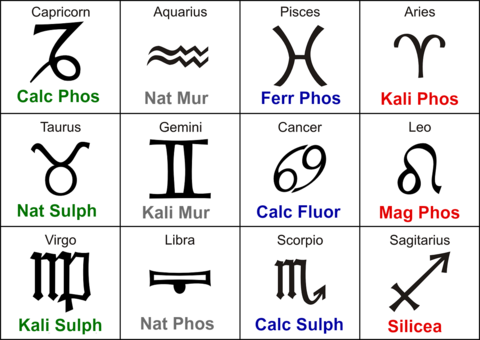 Capricorn Aquarius Pisces Aries
Calc Phos Nat Mur Ferr Phos Kali Phos
Taurus Gemini Cancer Leo
Nat Sulph Kali Mur Calc Fluor Mag Phos
Virgo Libra Scorpio Sagitarius
Kali Sulph Nat Phos Calc Sulph Silicea